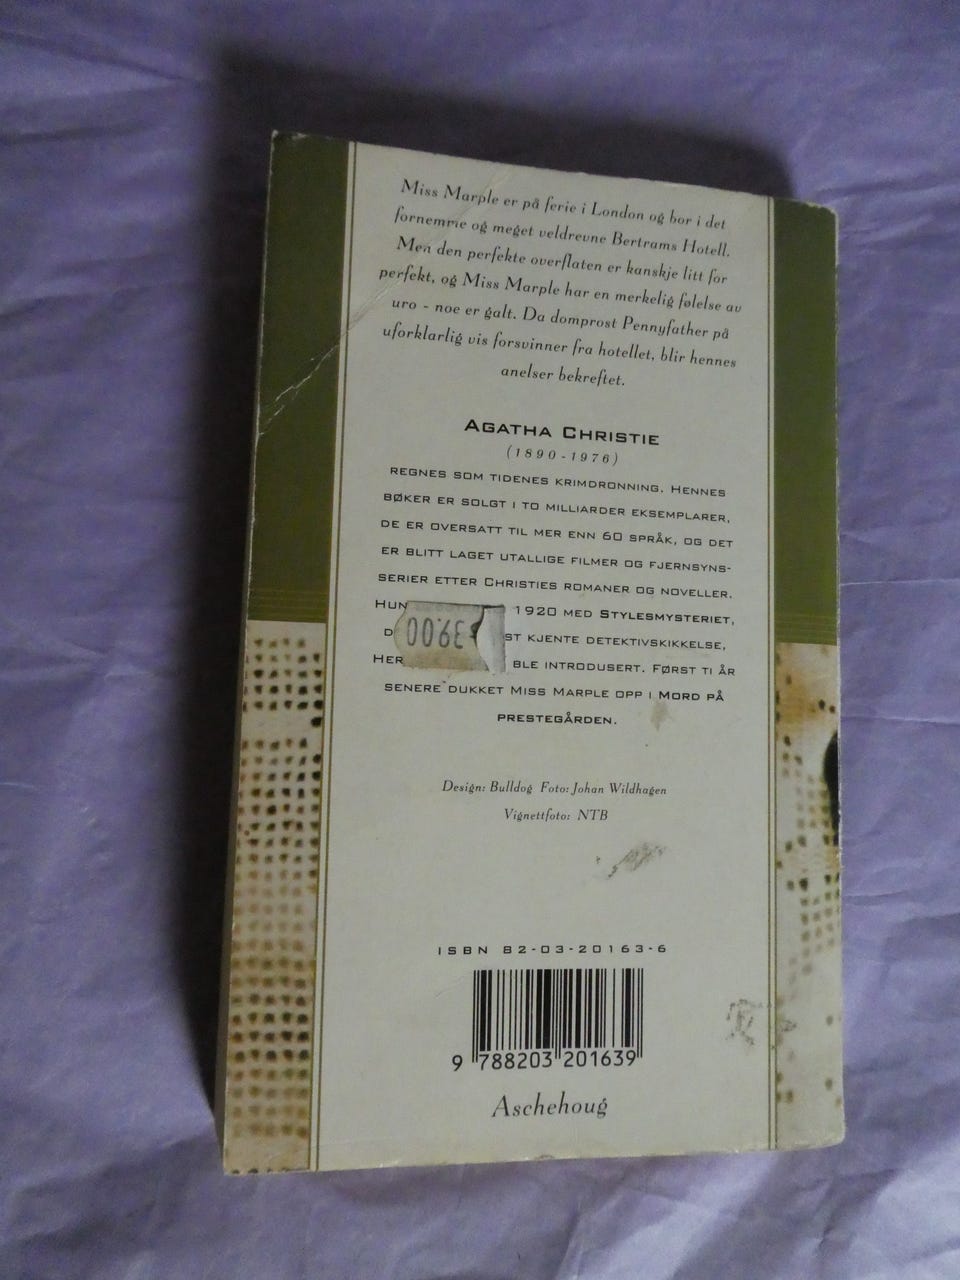 Miss Marple er på ferie i London og bor i det
fornemme og meget veldrevne Bertrams Hotell.
Men den perfekte overflaten er kanskje litt for
perfekt, og Miss Marple har en merkelig følelse av
uro - noe er galt. Da domprost Pennyfather på
uforklarlig vis forsvinner fra hotellet, blir hennes
anelser bekreftet.
AGATHA CHRISTIE
(1890-1976)
REGNES SOM TIDENES KRIMDRONNING. HENNES
BØKER ER SOLGT I TO MILLIARDER EKSEMPLARER,
DE ER OVERSATT TIL MER ENN 60 SPRÅK, OG DET
ER BLITT LAGET UTALLIGE FILMER OG FJERNSYNS-
SERIER ETTER CHRISTIES ROMANER OG NOVELLER.
HUN 1920 MED STYLESMYSTERIET,
39.00
KJENTE DETEKTIVSKIKKELSE,
BLE INTRODUSERT. FØRST TI ÅR
SENERE DUKKET MISS MARPLE OPP I MORD PÅ
PRESTEGÅRDEN.
Design: Bulldog Foto: Johan Wildhagen
Vignettfoto: NTB
ISBN 82-03-20163-6
9 788203 201639
Aschehoug